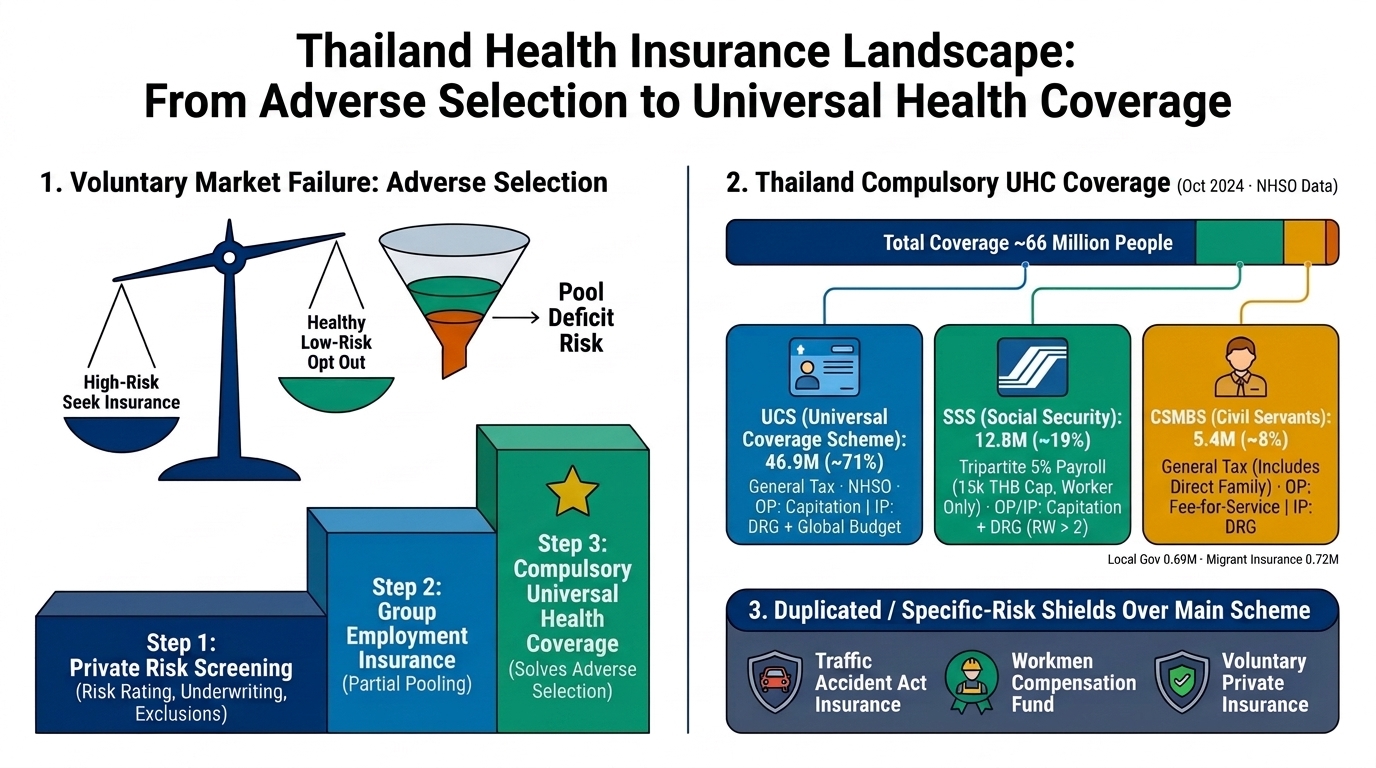 Thailand Health Insurance Landscape:
From Adverse Selection to Universal Health Coverage
1. Voluntary Market Failure: Adverse Selection
High-Risk
Seek Insurance
Healthy
Low-Risk
Opt Out
Pool
Deficit
Risk
Step 1:
Private Risk Screening
(Risk Rating, Underwriting,
Exclusions)
Step 2:
Group
Employment
Insurance
(Partial Pooling)
Step 3:
Compulsory
Universal
Health
Coverage
(Solves Adverse
Selection)
2. Thailand Compulsory UHC Coverage (Oct 2024 · NHSO Data)
Total Coverage ~66 Million People
UCS (Universal
Coverage Scheme):
46.9M (~71%)
General Tax · NHSO ·
OP: Capitation | IP:
DRG + Global Budget
SSS (Social Security):
12.8M (~19%)
Tripartite 5% Payroll
(15k THB Cap, Worker
Only) · OP/IP: Capitation
+ DRG (RW > 2)
CSMBS (Civil Servants):
5.4M (~8%)
General Tax (Includes
Direct Family) · OP:
Fee-for-Service | IP:
DRG
Local Gov 0.69M · Migrant Insurance 0.72M
3. Duplicated / Specific-Risk Shields Over Main Scheme
Traffic
Accident Act
Insurance
Workmen
Compensation
Fund
Voluntary
Private
Insurance